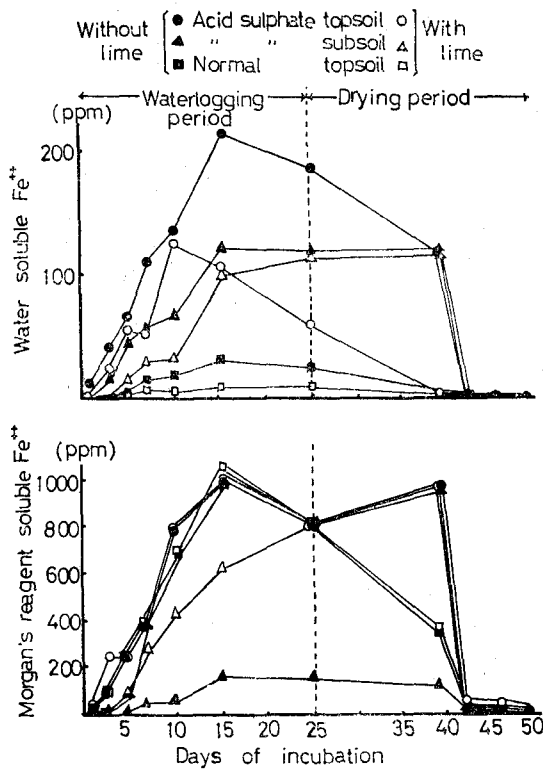 Without lime
● Acid sulphate topsoil ○
▲ " " subsoil △
■ Normal topsoil □
With lime
Waterlogging period
Drying period
(ppm)
200
100
Water soluble Fe⁺⁺
(ppm)
1000
800
600
400
200
Morgan's reagent soluble Fe⁺⁺
5 10 15 20 25 35 40 45 50
Days of incubation